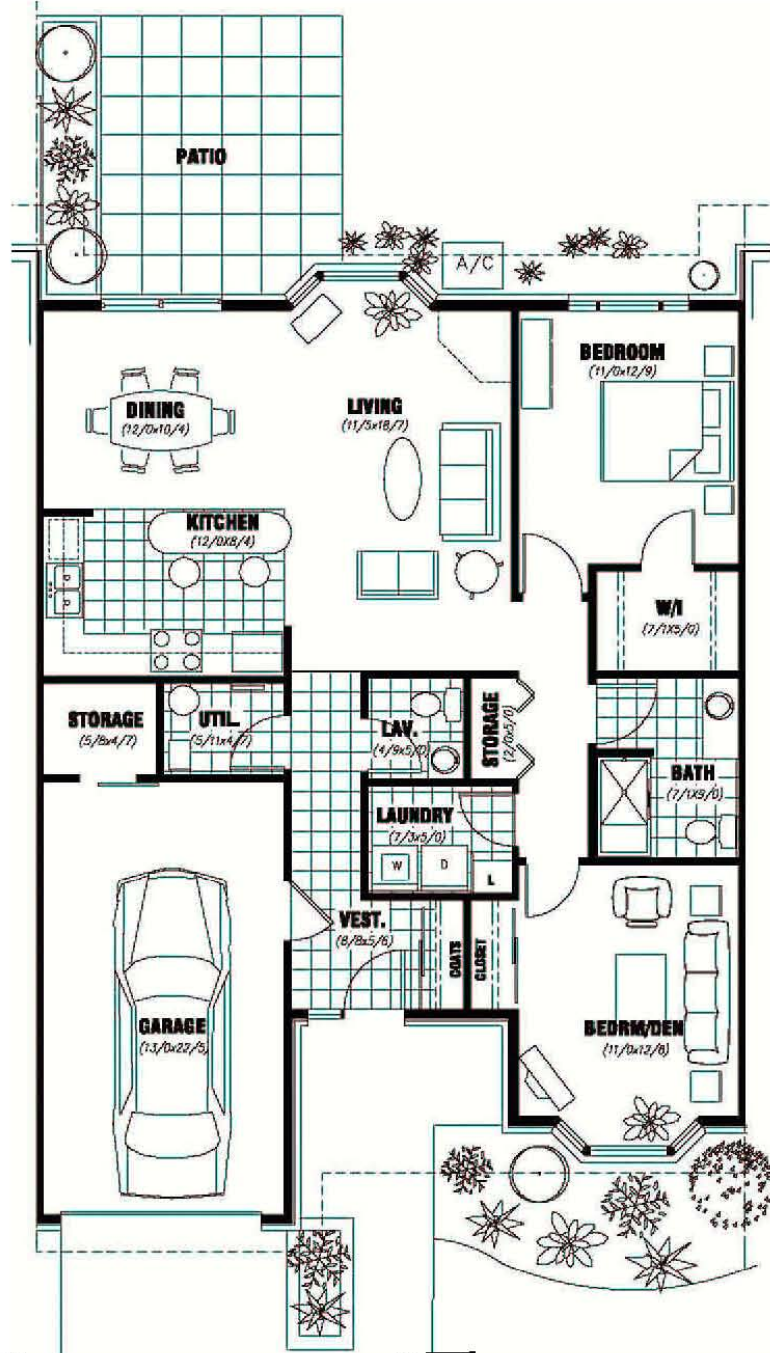 PATIO
A/C
BEDROOM
(11/0x12/9)
DINING
(12/0x10/4)
LIVING
(11/5x18/7)
KITCHEN
(12/0x8/4)
W/I
(7/1x5/0)
STORAGE
(5/8x4/7)
UTIL.
(5/11x4/7)
LAV.
(4/9x5/0)
STORAGE
(2/0x5/0)
BATH
(7/1x9/0)
LAUNDRY
(7/3x5/0)
W
D
L
VEST.
(8/8x5/6)
COATS
CLOSET
GARAGE
(13/0x22/5)
BEDRM/DEN
(11/0x12/6)